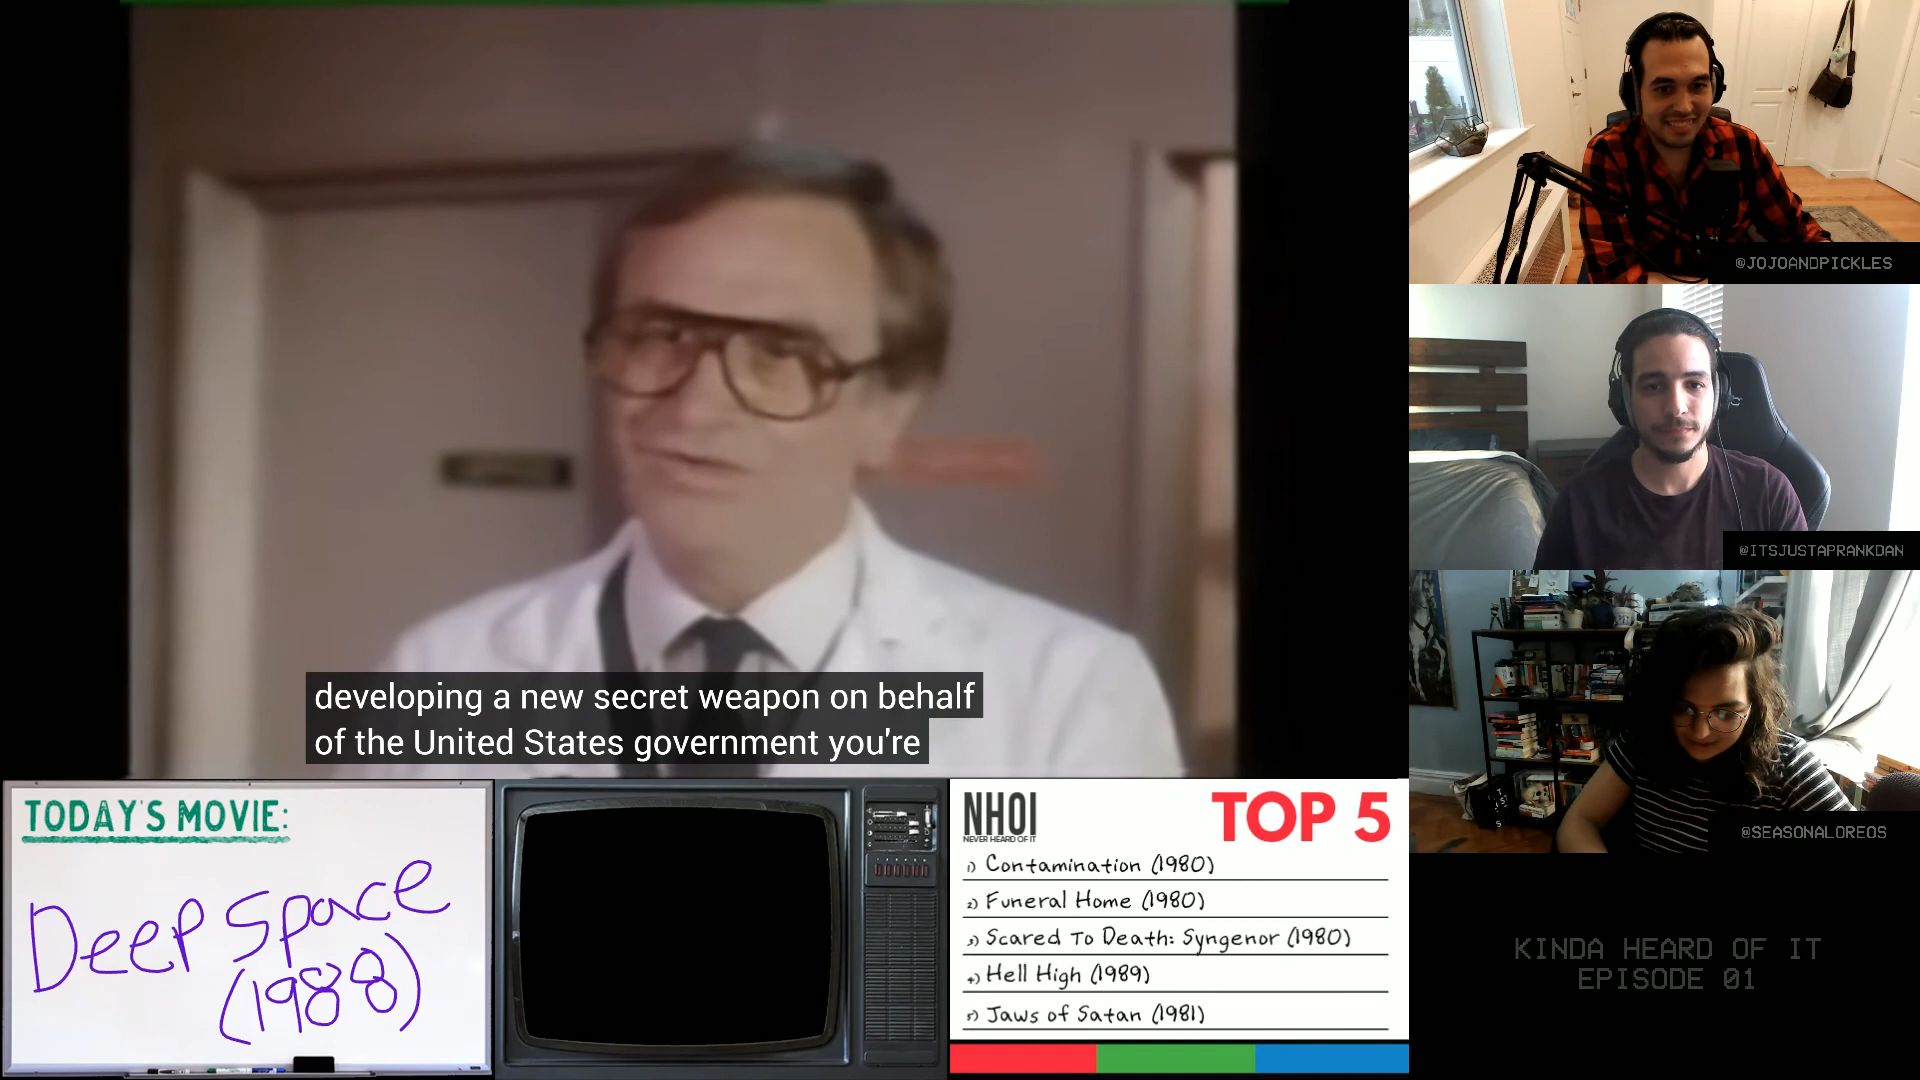 developing a new secret weapon on behalf
of the United States government you're
@JOJOANDPICKLES
@ITSJUSTAPRANKDAN
@SEASONALOREOS
TODAY'S MOVIE:
Deep Space
(1988)
NHOI
NEVER HEARD OF IT
TOP 5
1) Contamination (1980)
2) Funeral Home (1980)
3) Scared To Death: Syngenor (1980)
4) Hell High (1989)
5) Jaws of Satan (1981)
KINDA HEARD OF IT
EPISODE 01